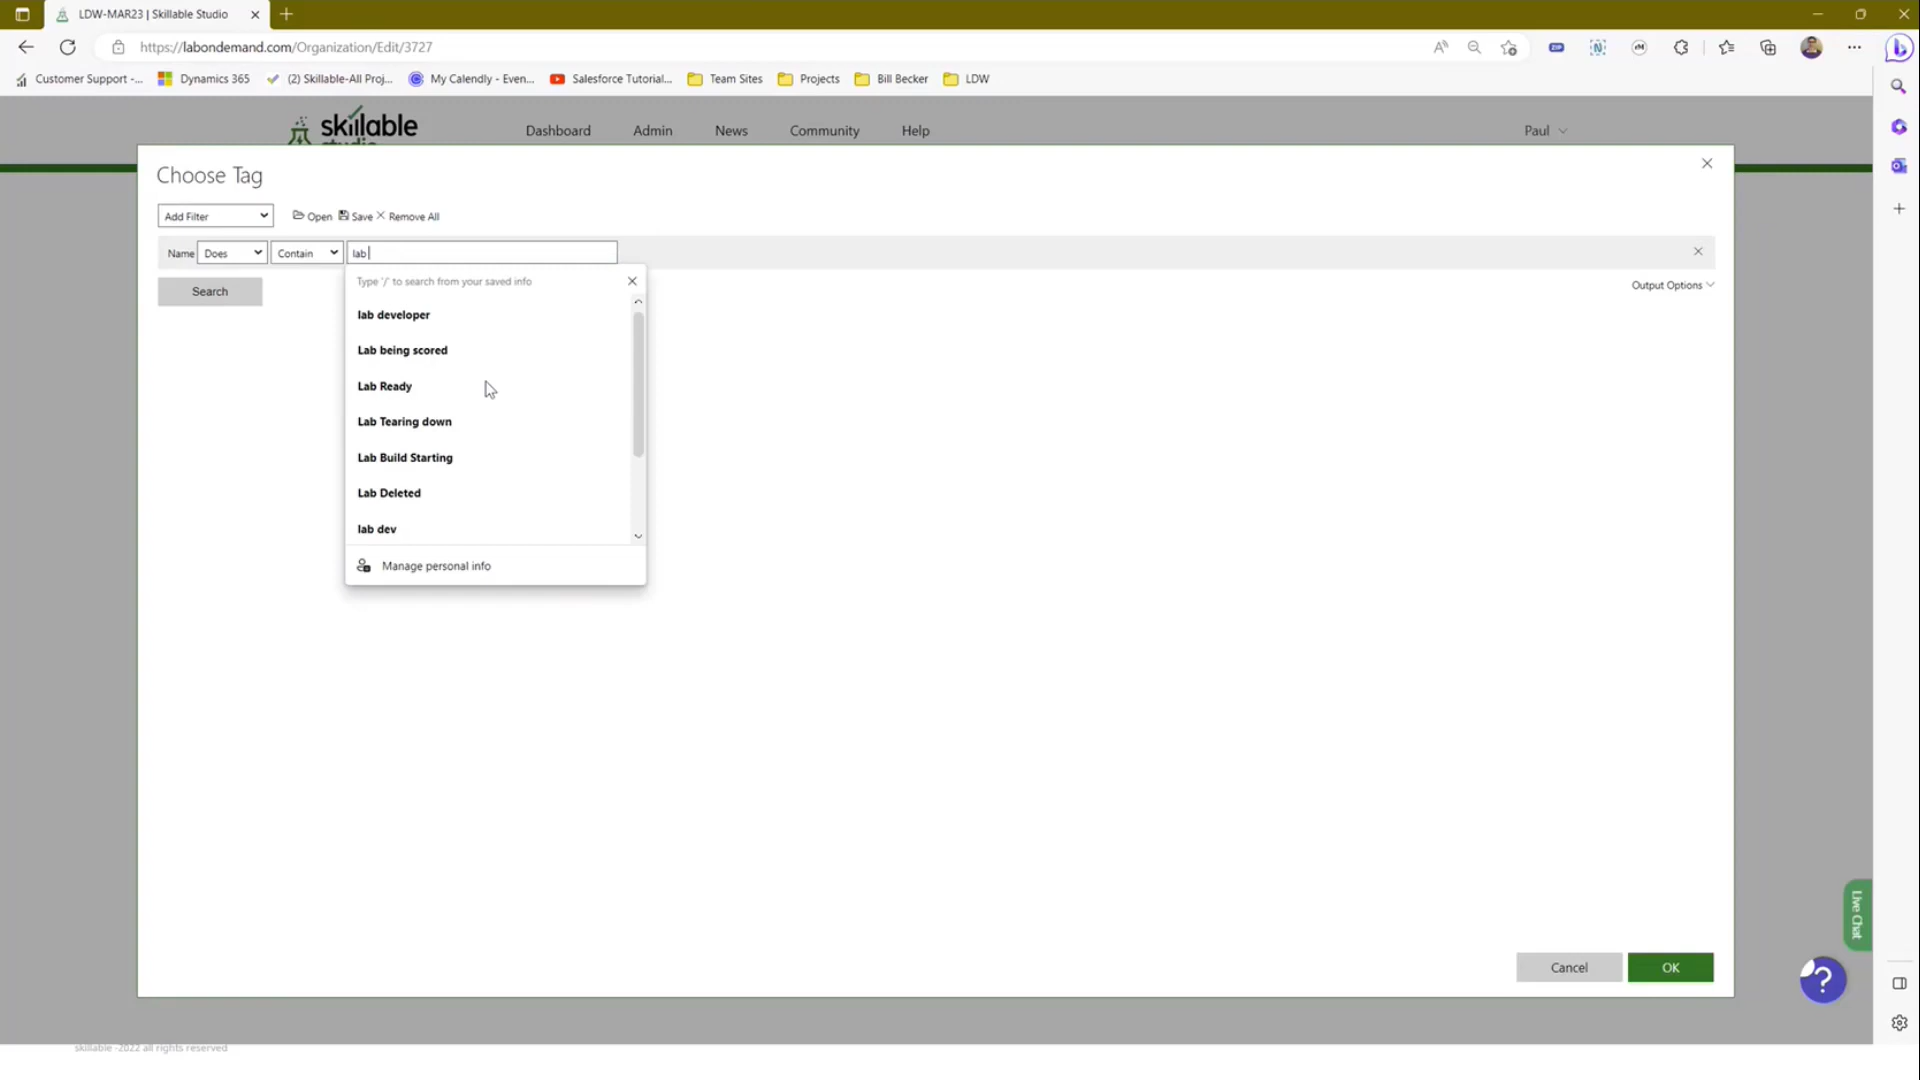 LDW-MAR23 | Skillable Studio
https://labondemand.com/Organization/Edit/3727
Customer Support -...
Dynamics 365
(2) Skillable-All Proj...
My Calendly - Even...
Salesforce Tutorial...
Team Sites
Projects
Bill Becker
LDW
skillable
studio
Dashboard
Admin
News
Community
Help
Paul
Choose Tag
Add Filter
Open
Save
Remove All
Name
Does
Contain
lab
Search
Output Options
Type '/' to search from your saved info
lab developer
Lab being scored
Lab Ready
Lab Tearing down
Lab Build Starting
Lab Deleted
lab dev
Manage personal info
Live Chat
Cancel
OK
?
skillable -2022 all rights reserved